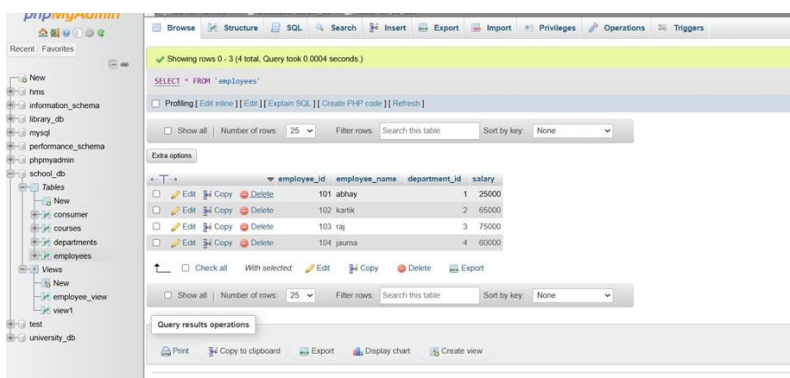 phpMyAdmin
Recent Favorites
New
hms
information_schema
library_db
mysql
performance_schema
phpmyadmin
school_db
Tables
New
consumer
courses
departments
employees
Views
New
employee_view
view1
test
university_db
Browse Structure SQL Search Insert Export Import Privileges Operations Triggers
Showing rows 0 - 3 (4 total, Query took 0.0004 seconds.)
SELECT * FROM `employees`
Profiling [ Edit inline ] [ Edit ] [ Explain SQL ] [ Create PHP code ] [ Refresh ]
Show all | Number of rows: 25 Filter rows: Search this table Sort by key: None
Extra options
employee_id employee_name department_id salary
Edit Copy Delete 101 abhay 1 25000
Edit Copy Delete 102 kartik 2 65000
Edit Copy Delete 103 raj 3 75000
Edit Copy Delete 104 jauma 4 60000
Check all With selected: Edit Copy Delete Export
Show all | Number of rows: 25 Filter rows: Search this table Sort by key: None
Query results operations
Print Copy to clipboard Export Display chart Create view